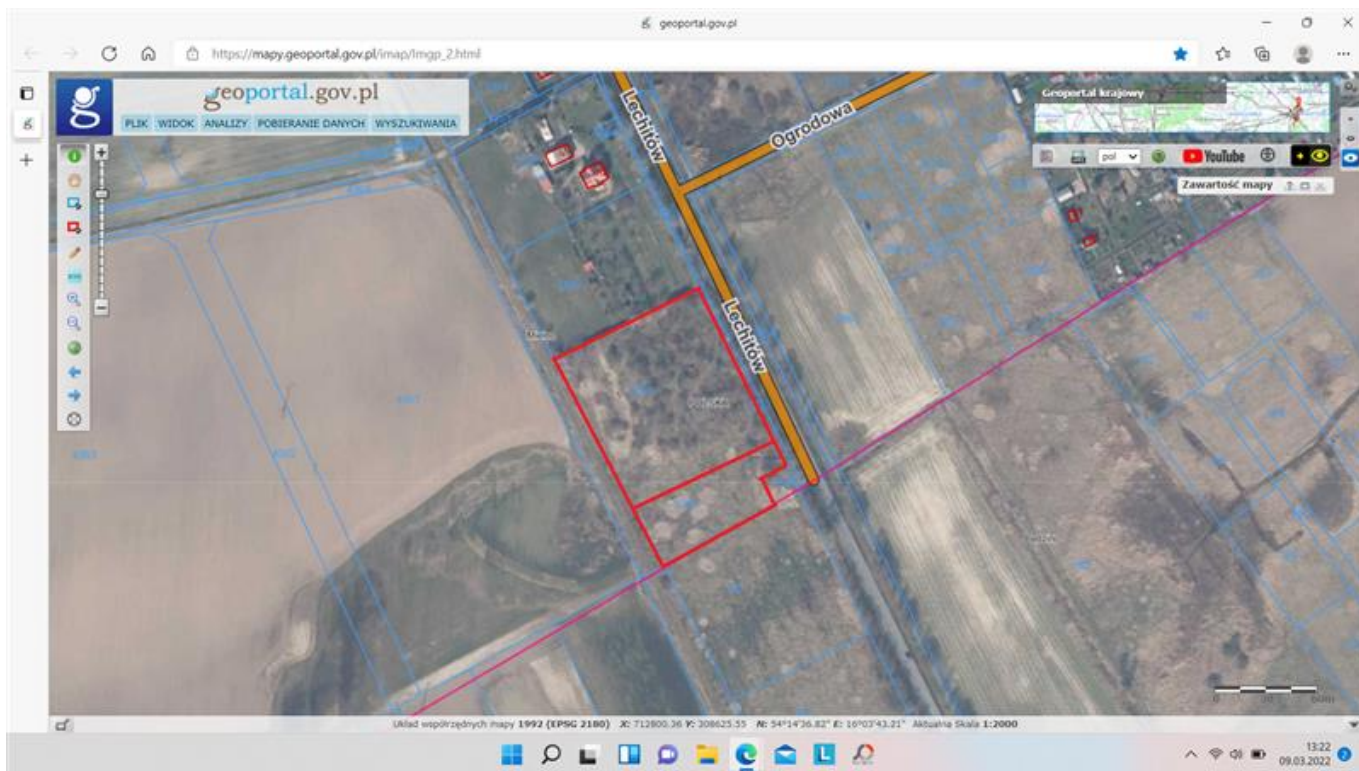 geoportal.gov.pl
https://mapy.geoportal.gov.pl/imap/Imgp_2.html
geoportal.gov.pl
PLIK WIDOK ANALIZY POBIERANIE DANYCH WYSZUKIWANIA
Geoportal krajowy
pol
YouTube
Zawartość mapy
Lechitów
Ogrodowa
Lechitów
Układ współrzędnych mapy 1992 (EPSG 2180) X: 712800.36 Y: 308625.55 N: 54°14'36.82" E: 16°03'43.21" Aktualna Skala 1:2000
13:22
09.03.2022